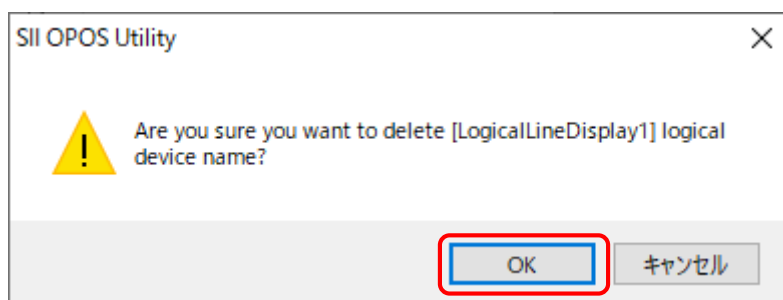 SII OPOS Utility
Are you sure you want to delete [LogicalLineDisplay1] logical
device name?
OK
キャンセル